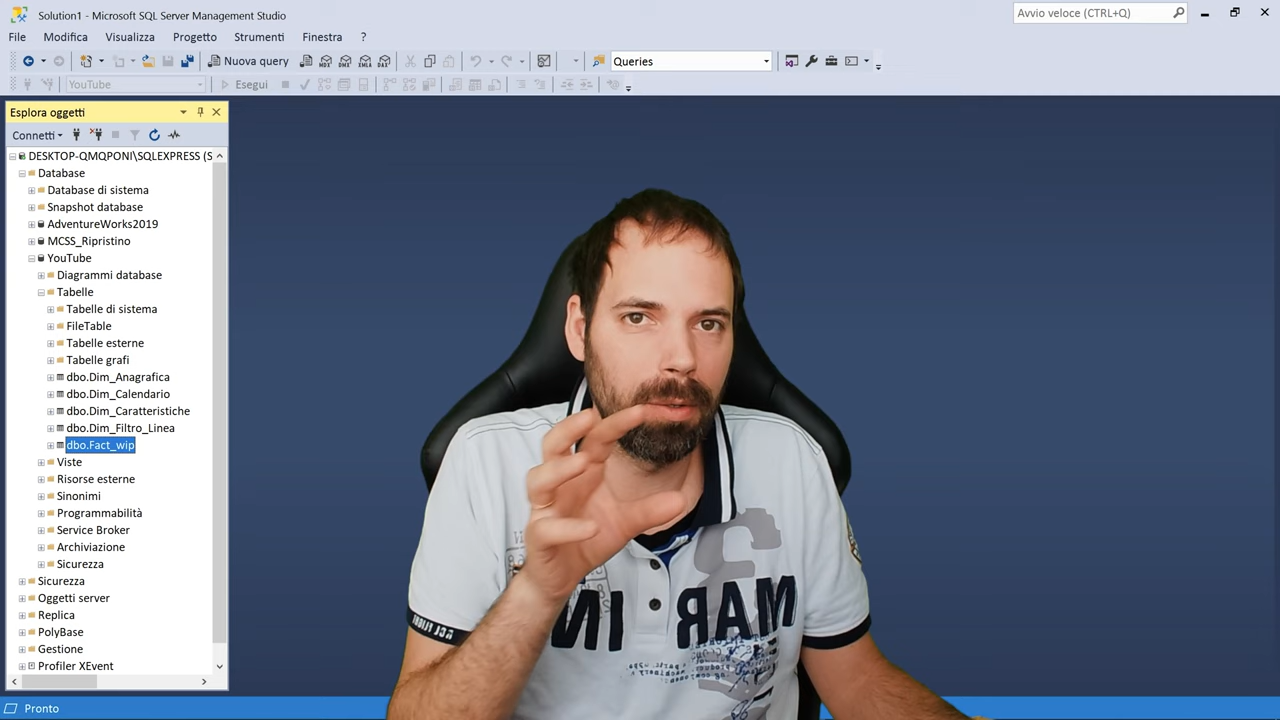 Solution1 - Microsoft SQL Server Management Studio
Avvio veloce (CTRL+Q)
File Modifica Visualizza Progetto Strumenti Finestra ?
Nuova query
Queries
YouTube
Esegui
Esplora oggetti
Connetti
DESKTOP-QMQPONI\SQLEXPRESS (S
Database
Database di sistema
Snapshot database
AdventureWorks2019
MCSS_Ripristino
YouTube
Diagrammi database
Tabelle
Tabelle di sistema
FileTable
Tabelle esterne
Tabelle grafi
dbo.Dim_Anagrafica
dbo.Dim_Calendario
dbo.Dim_Caratteristiche
dbo.Dim_Filtro_Linea
dbo.Fact_wip
Viste
Risorse esterne
Sinonimi
Programmabilità
Service Broker
Archiviazione
Sicurezza
Sicurezza
Oggetti server
Replica
PolyBase
Gestione
Profiler XEvent
Pronto